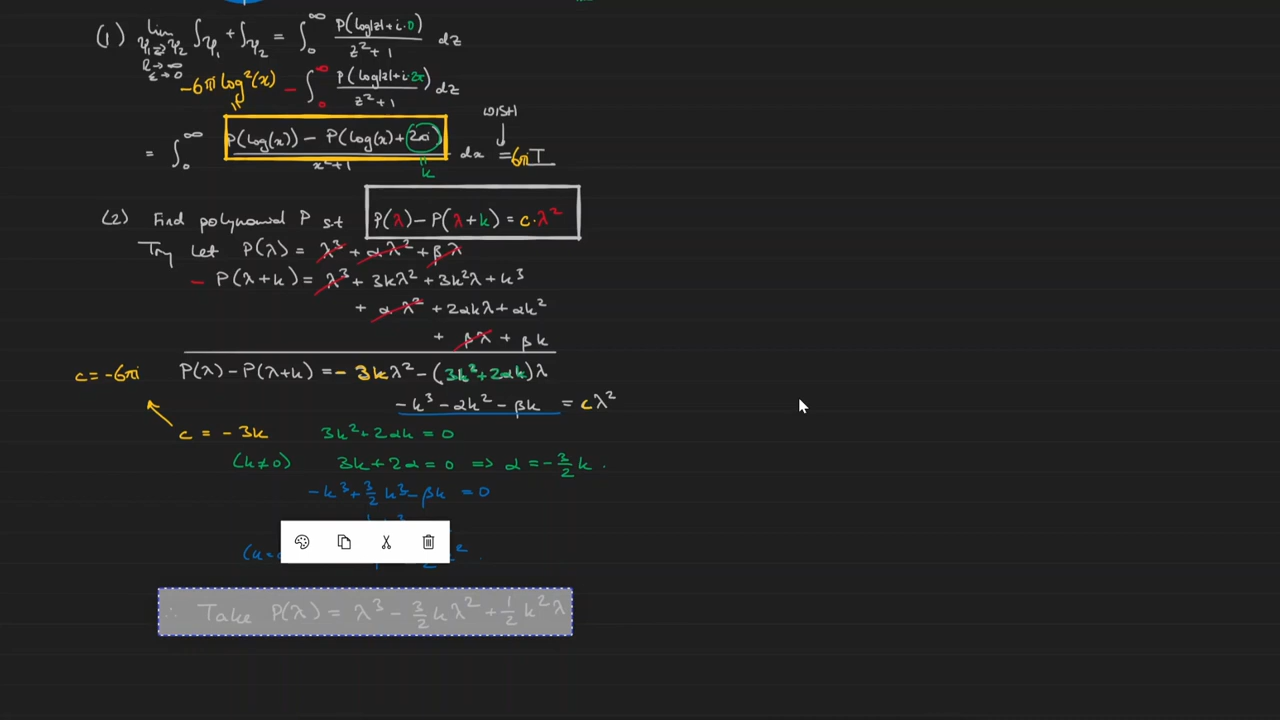 (1) lim ∫ψ₁ + ∫ψ₂ = ∫₀^∞ P(log|z|+i·0) / z²+1 dz
ψ₁→ψ₂
R→∞
ε→0
-6πi log²(x) − ∫₀^∞ P(log|z|+i·2π) / z²+1 dz
WISH
= ∫₀^∞ P(log(x)) − P(log(x)+2πi) / x²+1 dx = 6πi I
k
(2) Find polynomial P s.t P(λ) − P(λ+k) = c·λ²
Try Let P(λ) = λ³ + αλ² + βλ
− P(λ+k) = λ³ + 3kλ² + 3k²λ + k³
+ αλ² + 2αkλ + αk²
+ βλ + βk
c = -6πi P(λ) − P(λ+k) = − 3kλ² − (3k²+2αk)λ
−k³ − αk² − βk = cλ²
c = −3k 3k²+2αk = 0
(k≠0) 3k+2α = 0 ⇒ α = −3/2 k.
−k³ + 3/2 k³ − βk = 0
∴ Take P(λ) = λ³ − 3/2 kλ² + 1/2 k²λ